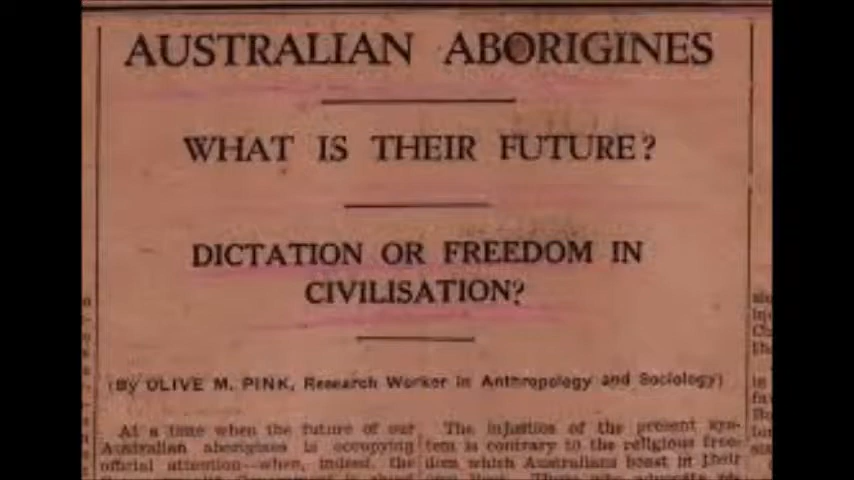 AUSTRALIAN ABORIGINES
WHAT IS THEIR FUTURE?
DICTATION OR FREEDOM IN
CIVILISATION?
(By OLIVE M. PINK, Research Worker in Anthropology and Sociology)
At a time when the future of our
Australian aborigines is occupying
official attention—when, indeed, the
The injustice of the present sys-
tem is contrary to the religious free-
dom which Australians boast in their